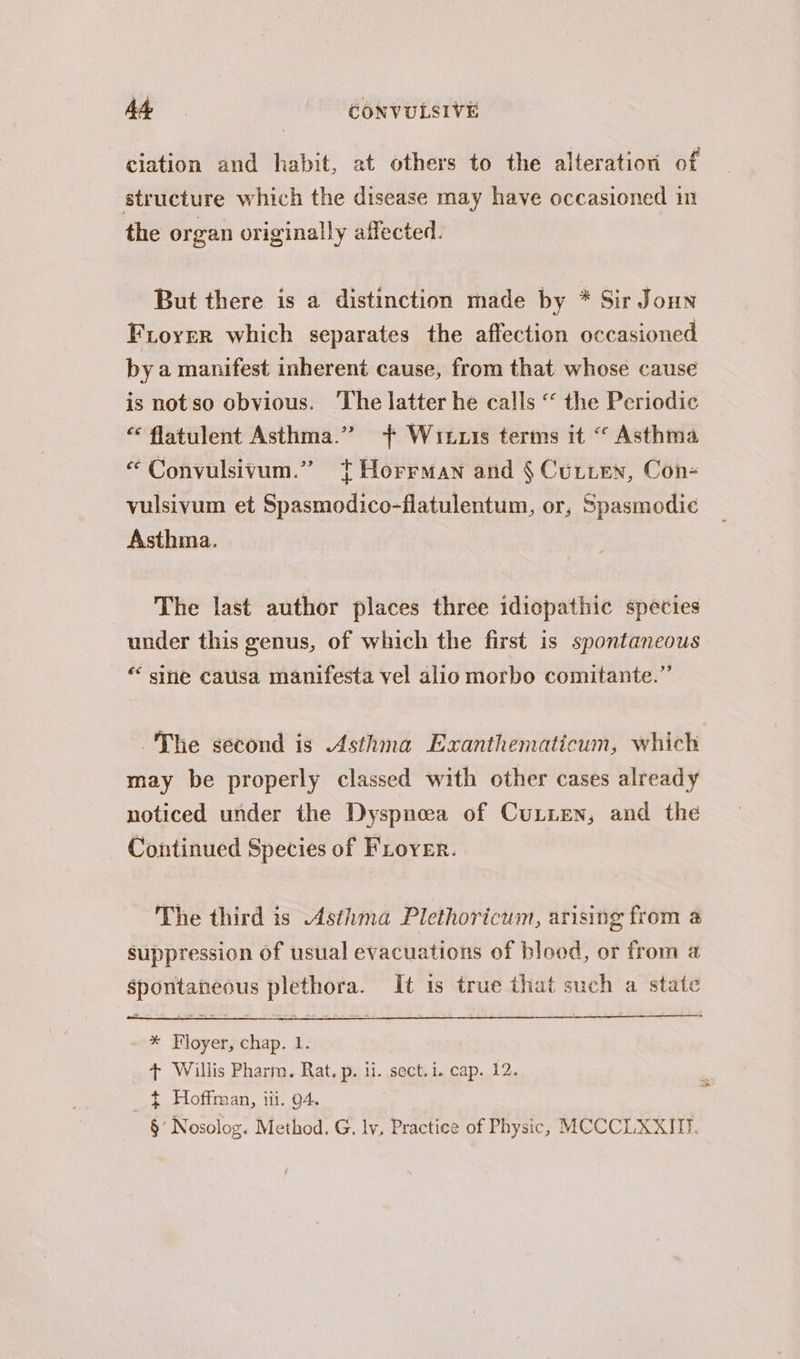 44 CONVULSIVE
ciation and habit, at others to the alteration of
structure which the disease may have occasioned in
the organ originally affected.
But there is a distinction made by * Sir John
Floyer which separates the affection occasioned
by a manifest inherent cause, from that whose cause
is not so obvious. The latter he calls “ the Periodic
“ flatulent Asthma.” † Willis terms it “ Asthma
“ Convulsivum.” ‡ Hoffman and § Cullen, Con-
vulsivum et Spasmodico-flatulentum, or, Spasmodic
Asthma.
The last author places three idiopathic species
under this genus, of which the first is spontaneous
“ sine causa manifesta vel alio morbo comitante.”
The second is Asthma Exanthematicum, which
may be properly classed with other cases already
noticed under the Dyspnœa of Cullen, and the
Continued Species of Floyer.
The third is Asthma Plethoricum, arising from a
suppression of usual evacuations of blood, or from a
spontaneous plethora. It is true that such a state
* Floyer, chap. 1.
† Willis Pharm. Rat. p. ii. sect. i. cap. 12.
‡ Hoffman, iii. 94.
§ Nosolog. Method. G. lv. Practice of Physic, MCCCLXXIII.